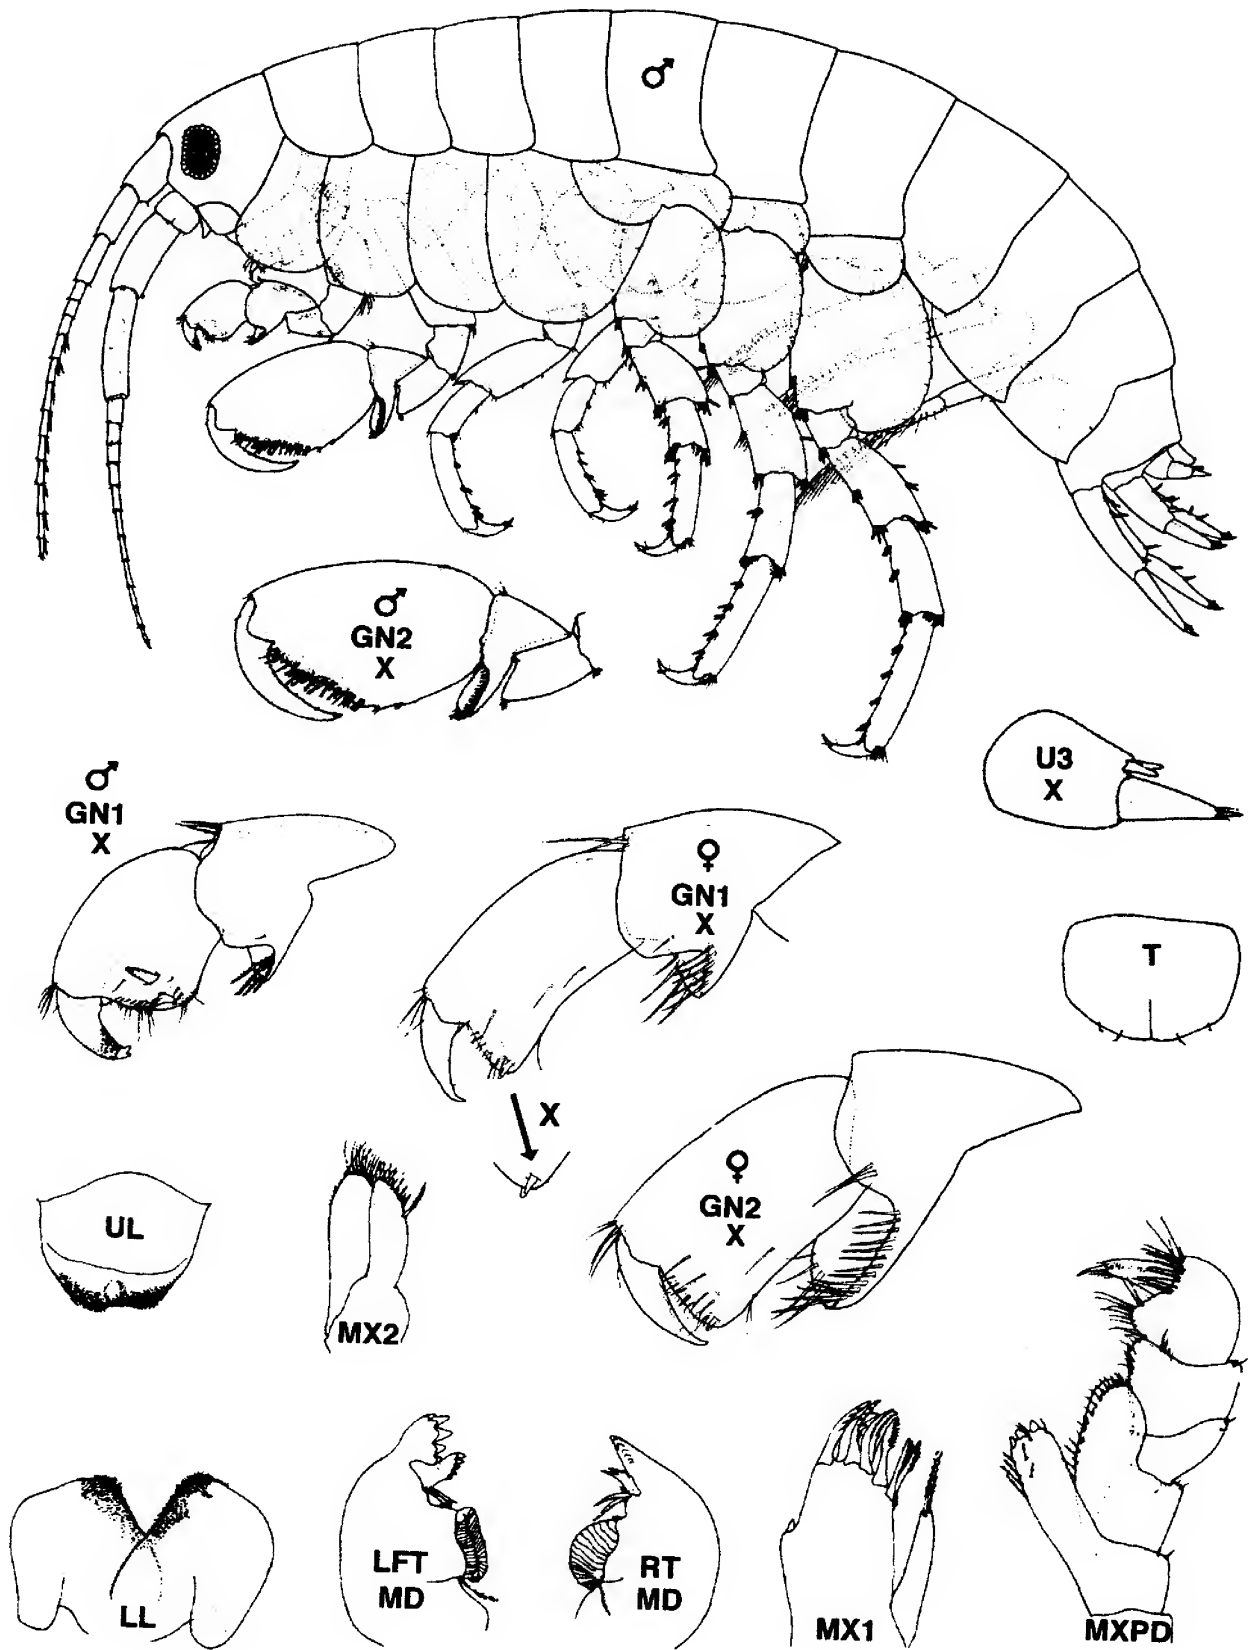 ♂
♂
GN2
X
U3
X
♂
GN1
X
♀
GN1
X
T
X
♀
GN2
X
UL
MX2
LFT
MD
RT
MD
LL
MX1
MXPD